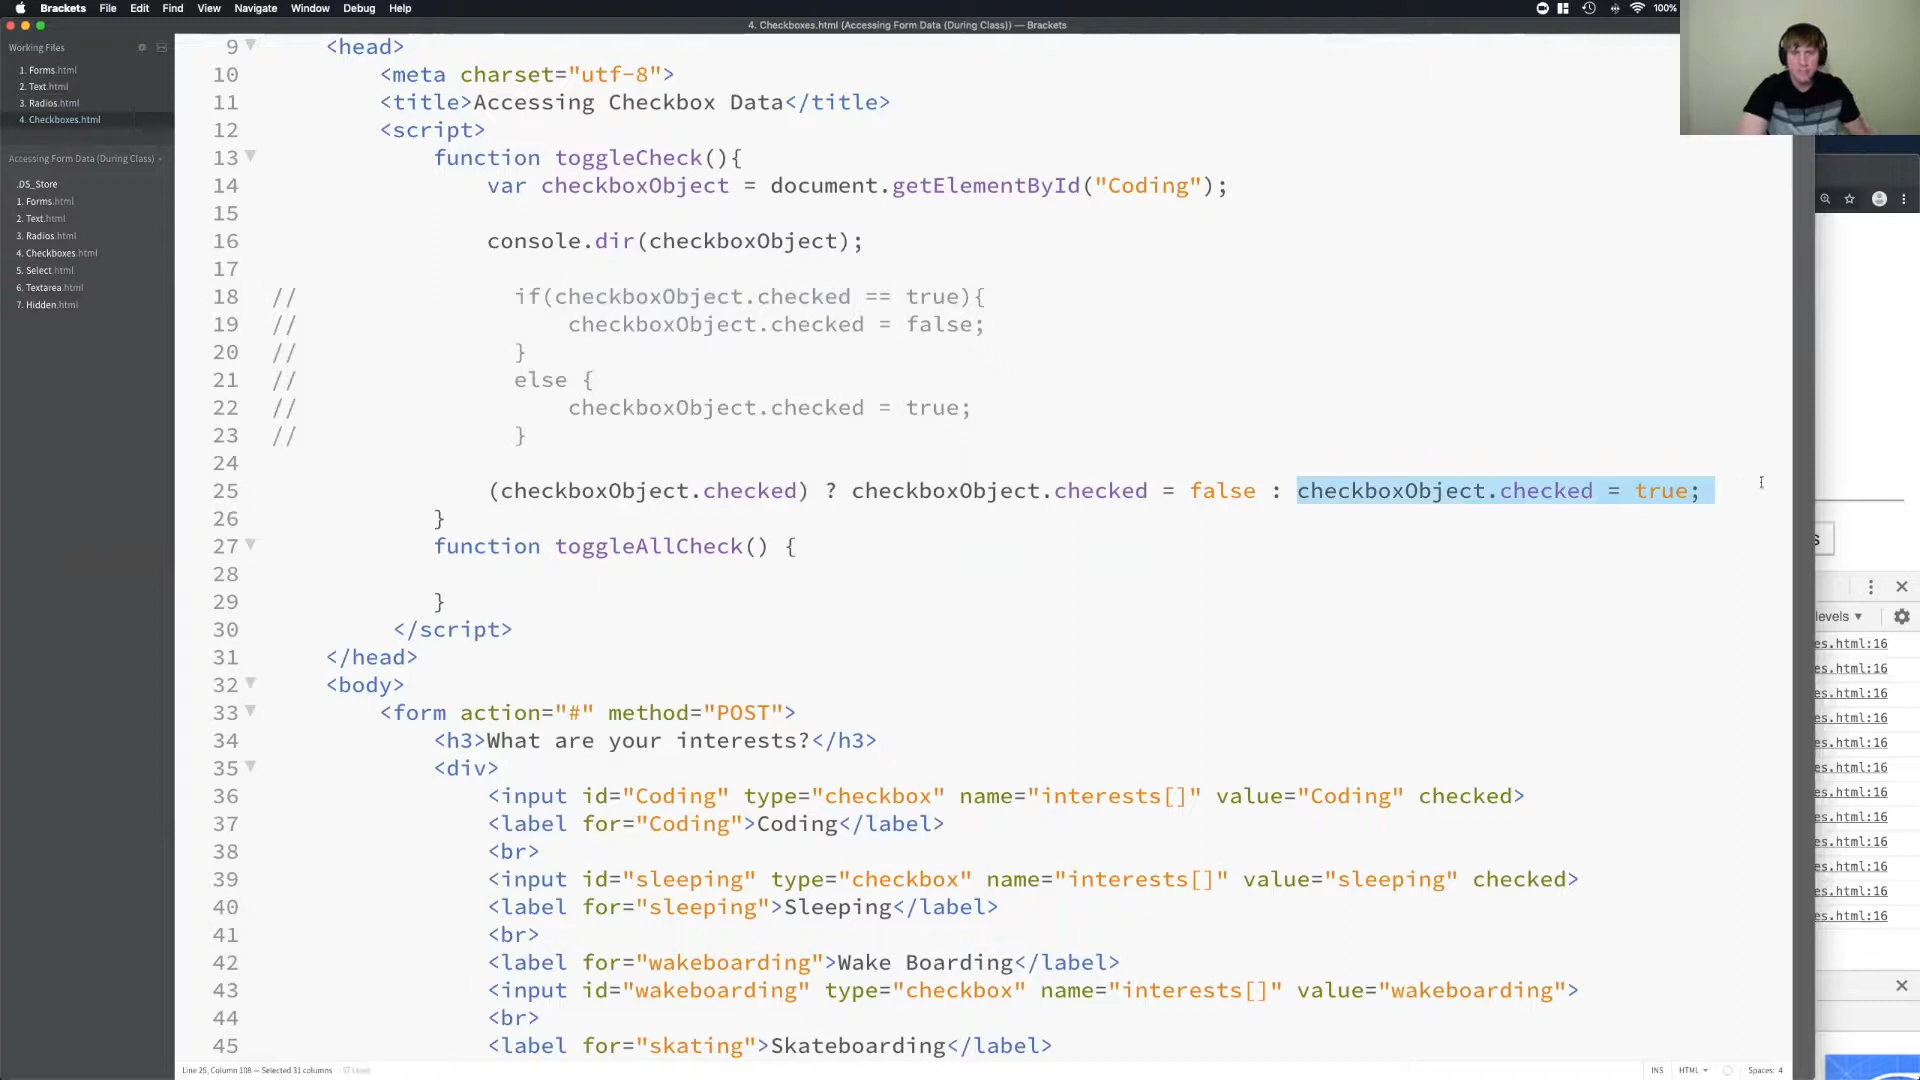 Brackets File Edit Find View Navigate Window Debug Help
100%
4. Checkboxes.html (Accessing Form Data (During Class)) — Brackets
Working Files
1. Forms.html
2. Text.html
3. Radios.html
4. Checkboxes.html
Accessing Form Data (During Class)
.DS_Store
1. Forms.html
2. Text.html
3. Radios.html
4. Checkboxes.html
5. Select.html
6. Textarea.html
7. Hidden.html
9 <head>
10 <meta charset="utf-8">
11 <title>Accessing Checkbox Data</title>
12 <script>
13 function toggleCheck(){
14 var checkboxObject = document.getElementById("Coding");
15
16 console.dir(checkboxObject);
17
18 // if(checkboxObject.checked == true){
19 // checkboxObject.checked = false;
20 // }
21 // else {
22 // checkboxObject.checked = true;
23 // }
24
25 (checkboxObject.checked) ? checkboxObject.checked = false : checkboxObject.checked = true;
26 }
27 function toggleAllCheck() {
28
29 }
30 </script>
31 </head>
32 <body>
33 <form action="#" method="POST">
34 <h3>What are your interests?</h3>
35 <div>
36 <input id="Coding" type="checkbox" name="interests[]" value="Coding" checked>
37 <label for="Coding">Coding</label>
38 <br>
39 <input id="sleeping" type="checkbox" name="interests[]" value="sleeping" checked>
40 <label for="sleeping">Sleeping</label>
41 <br>
42 <label for="wakeboarding">Wake Boarding</label>
43 <input id="wakeboarding" type="checkbox" name="interests[]" value="wakeboarding">
44 <br>
45 <label for="skating">Skateboarding</label>
s
levels
es.html:16
es.html:16
es.html:16
es.html:16
es.html:16
es.html:16
es.html:16
es.html:16
es.html:16
es.html:16
es.html:16
es.html:16
Line 25, Column 108 — Selected 31 columns
INS HTML Spaces: 4